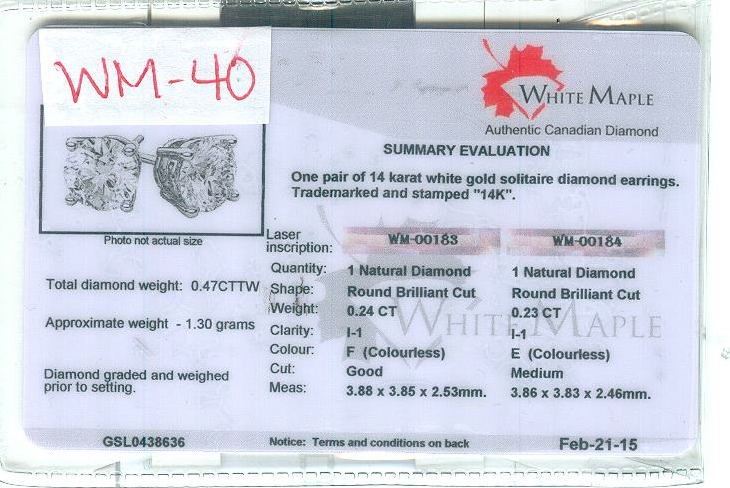 WM-40
WHITE MAPLE
Authentic Canadian Diamond
SUMMARY EVALUATION
One pair of 14 karat white gold solitaire diamond earrings.
Trademarked and stamped "14K".
Photo not actual size
Total diamond weight: 0.47CTTW
Approximate weight - 1.30 grams
Diamond graded and weighed
prior to setting.
Laser
inscription: WM-00183 WM-00184
Quantity: 1 Natural Diamond 1 Natural Diamond
Shape: Round Brilliant Cut Round Brilliant Cut
Weight: 0.24 CT 0.23 CT
WHITE MAPLE
Clarity: I-1 I-1
Colour: F (Colourless) E (Colourless)
Cut: Good Medium
Meas: 3.88 x 3.85 x 2.53mm. 3.86 x 3.83 x 2.46mm.
GSL0438636 Notice: Terms and conditions on back Feb-21-15